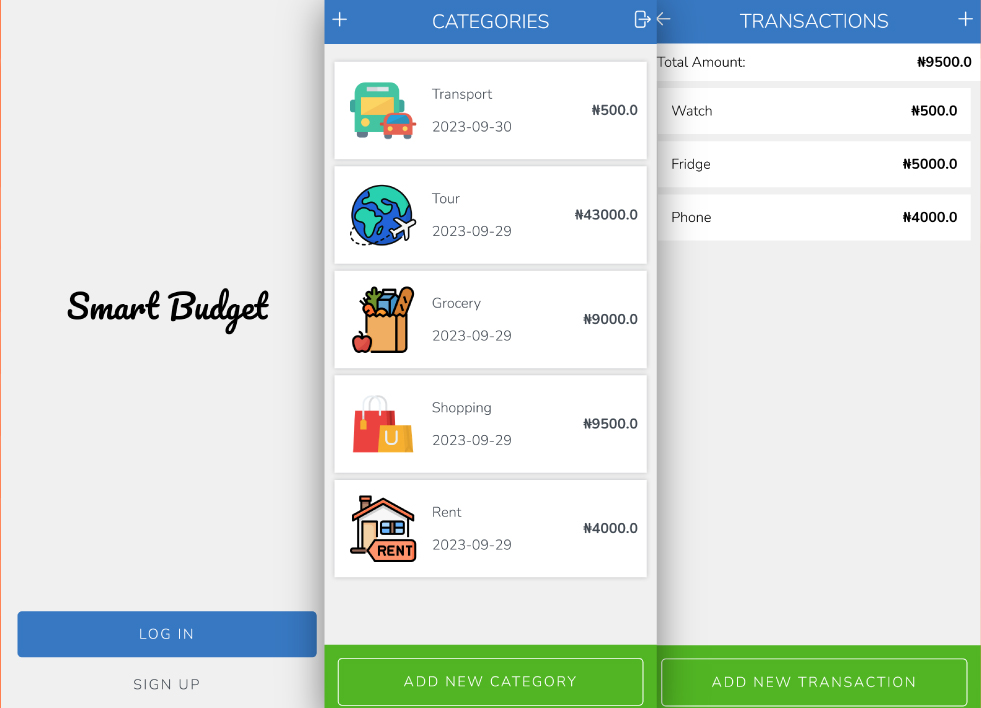 Smart Budget
LOG IN
SIGN UP
CATEGORIES
Transport
2023-09-30
₦500.0
Tour
2023-09-29
₦43000.0
Grocery
2023-09-29
₦9000.0
Shopping
2023-09-29
₦9500.0
U
Rent
2023-09-29
₦4000.0
RENT
ADD NEW CATEGORY
TRANSACTIONS
Total Amount: ₦9500.0
Watch ₦500.0
Fridge ₦5000.0
Phone ₦4000.0
ADD NEW TRANSACTION